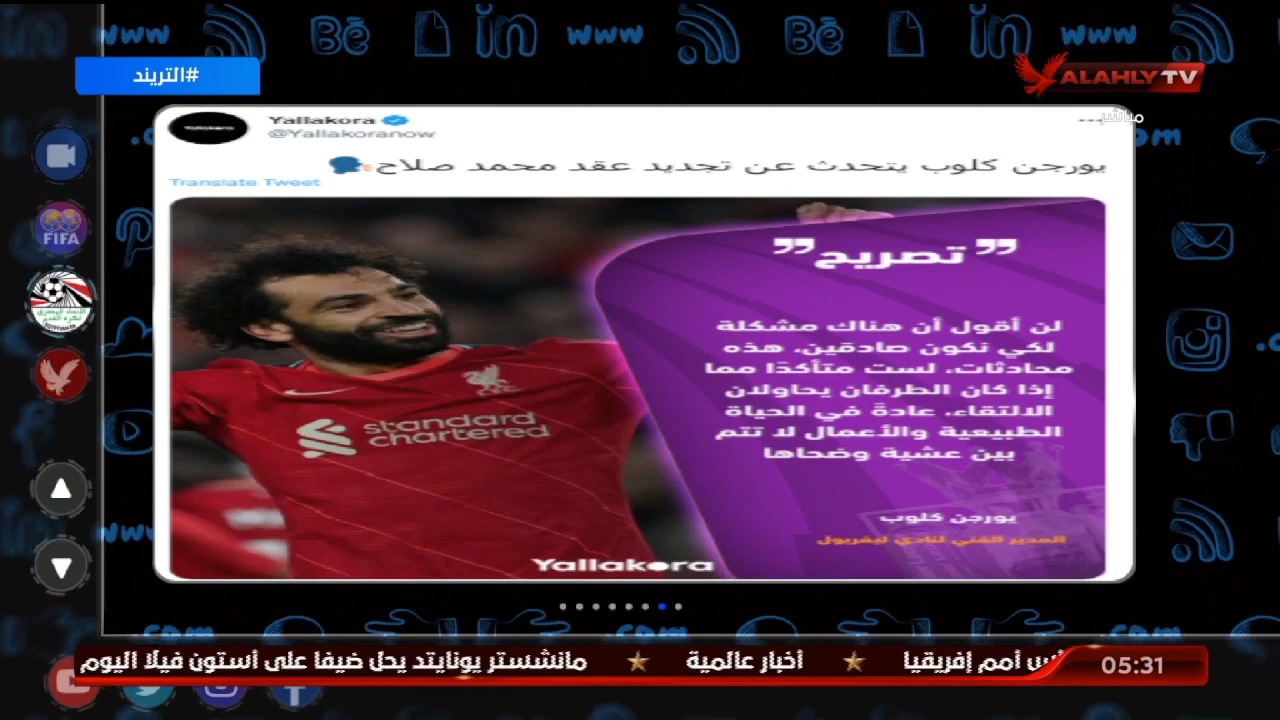 #التريند
ALAHLY TV
مباشر
Yallakora
@Yallakoranow
يورجن كلوب يتحدث عن تجديد عقد محمد صلاح
Translate Tweet
" تصريح "
لن أقول أن هناك مشكلة
لكي نكون صادقين، هذه
محادثات، لست متأكدًا مما
إذا كان الطرفان يحاولان
الالتقاء، عادةً في الحياة
الطبيعية والأعمال لا تتم
بين عشية وضحاها
يورجن كلوب
المدير الفني لنادي ليفربول
standard
chartered
Yallakora
FIFA
أمم إفريقيا ★ أخبار عالمية ★ مانشستر يونايتد يحل ضيفا على أستون فيلا اليوم
05:31